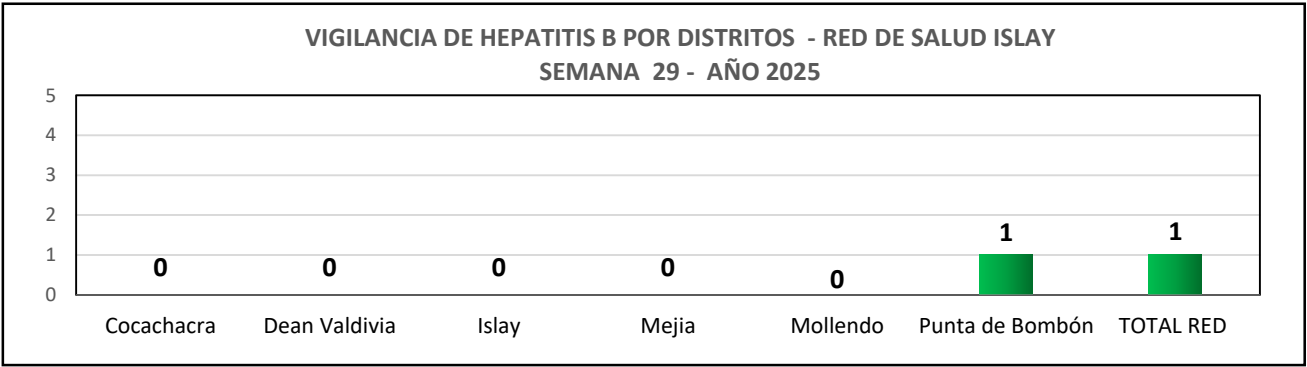 VIGILANCIA DE HEPATITIS B POR DISTRITOS - RED DE SALUD ISLAY
SEMANA 29 - AÑO 2025
5
4
3
2
1
0
0
0
0
0
0
1
1
Cocachacra
Dean Valdivia
Islay
Mejia
Mollendo
Punta de Bombón
TOTAL RED